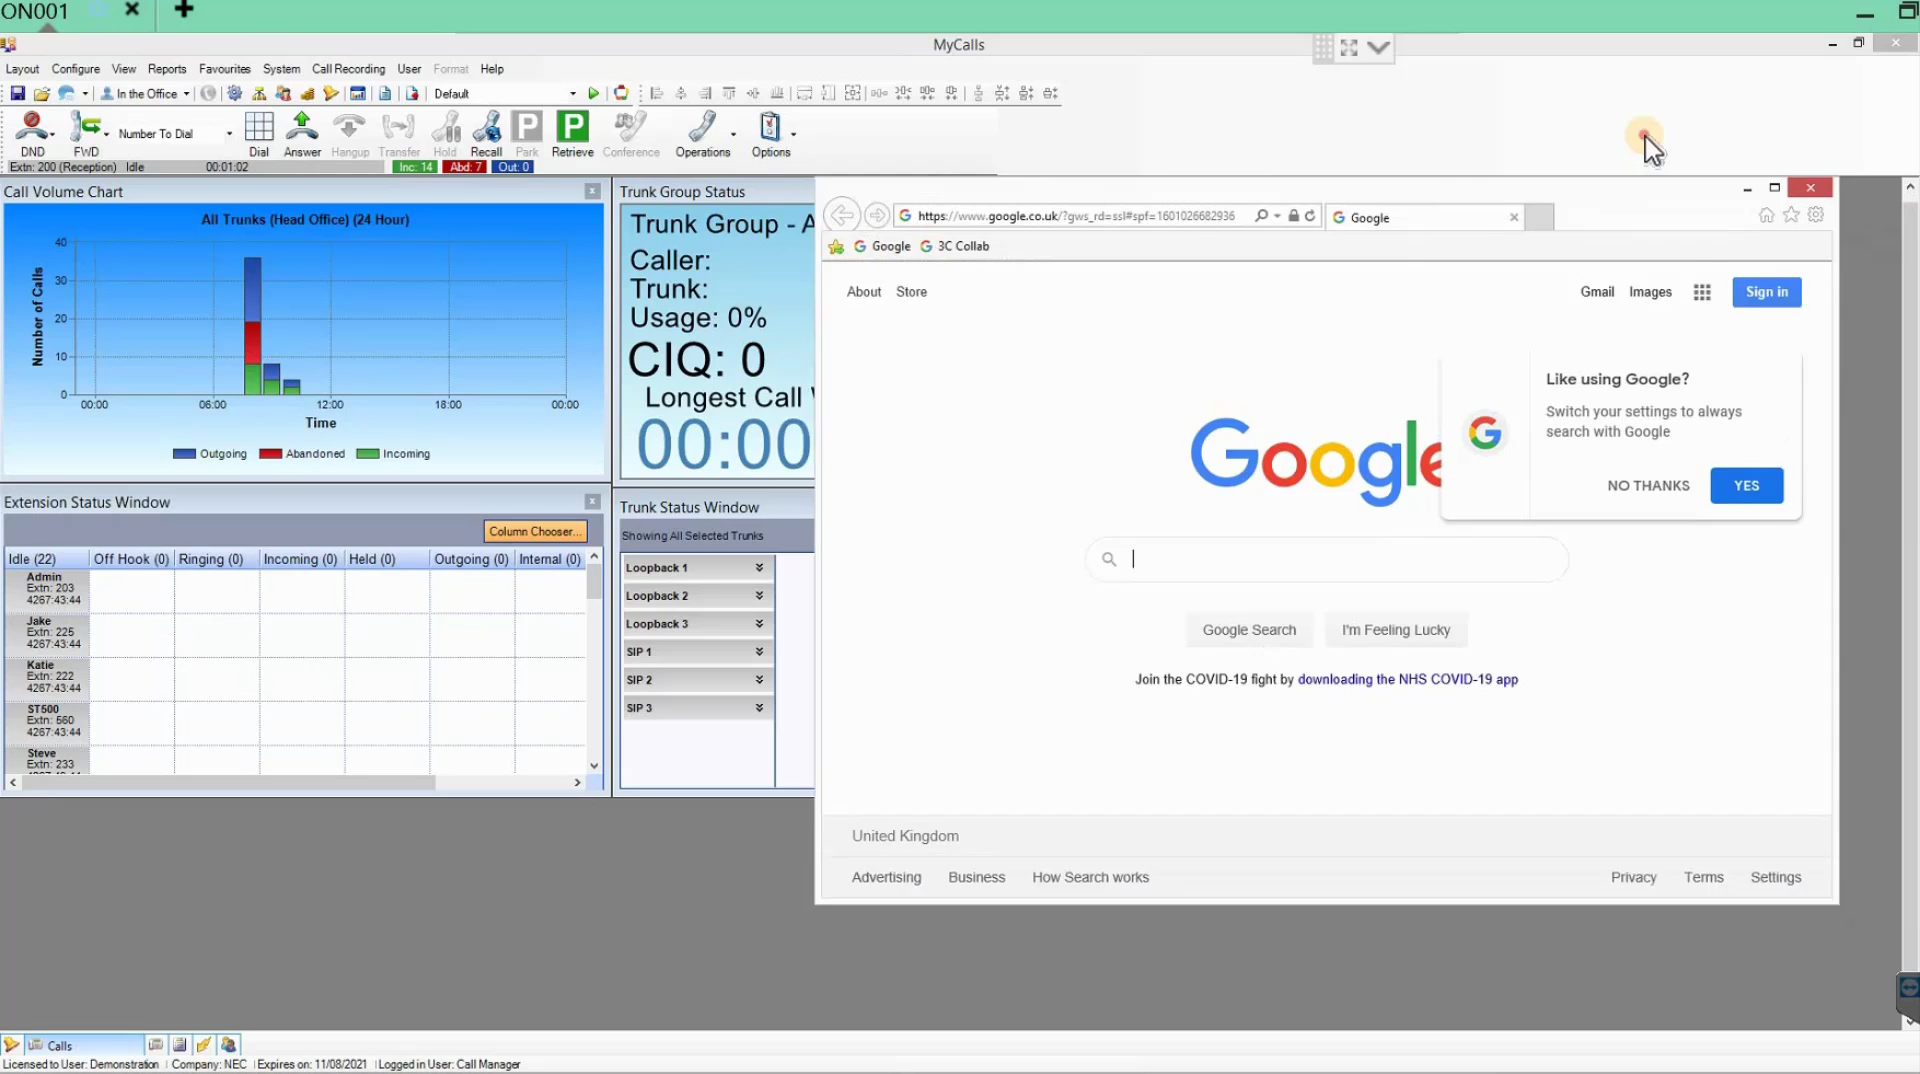 ON001
MyCalls
Layout Configure View Reports Favourites System Call Recording User Format Help
In the Office Default
Number To Dial
DND FWD Dial Answer Hangup Transfer Hold Recall Park Retrieve Conference Operations Options
Extn: 200 (Reception) Idle 00:01:02 Inc: 14 Abd: 7 Out: 0
Call Volume Chart
All Trunks (Head Office) (24 Hour)
Number of Calls
40
30
20
10
0
00:00 06:00 12:00 18:00 00:00
Time
Outgoing Abandoned Incoming
Trunk Group Status
Trunk Group - A
Caller:
Trunk:
Usage: 0%
CIQ: 0
Longest Call
00:00
Extension Status Window
Column Chooser...
Idle (22) Off Hook (0) Ringing (0) Incoming (0) Held (0) Outgoing (0) Internal (0)
Admin
Extn: 203
4267:43:44
Jake
Extn: 225
4267:43:44
Katie
Extn: 222
4267:43:44
ST500
Extn: 560
4267:43:44
Steve
Extn: 233
Trunk Status Window
Showing All Selected Trunks
Loopback 1
Loopback 2
Loopback 3
SIP 1
SIP 2
SIP 3
https://www.google.co.uk/?gws_rd=ssl#spf=1601026682936
Google
Google 3C Collab
About Store
Gmail Images Sign in
Like using Google?
Switch your settings to always
search with Google
NO THANKS YES
Google
Google Search I'm Feeling Lucky
Join the COVID-19 fight by downloading the NHS COVID-19 app
United Kingdom
Advertising Business How Search works
Privacy Terms Settings
Calls
Licensed to User: Demonstration Company: NEC Expires on: 11/08/2021 Logged in User: Call Manager